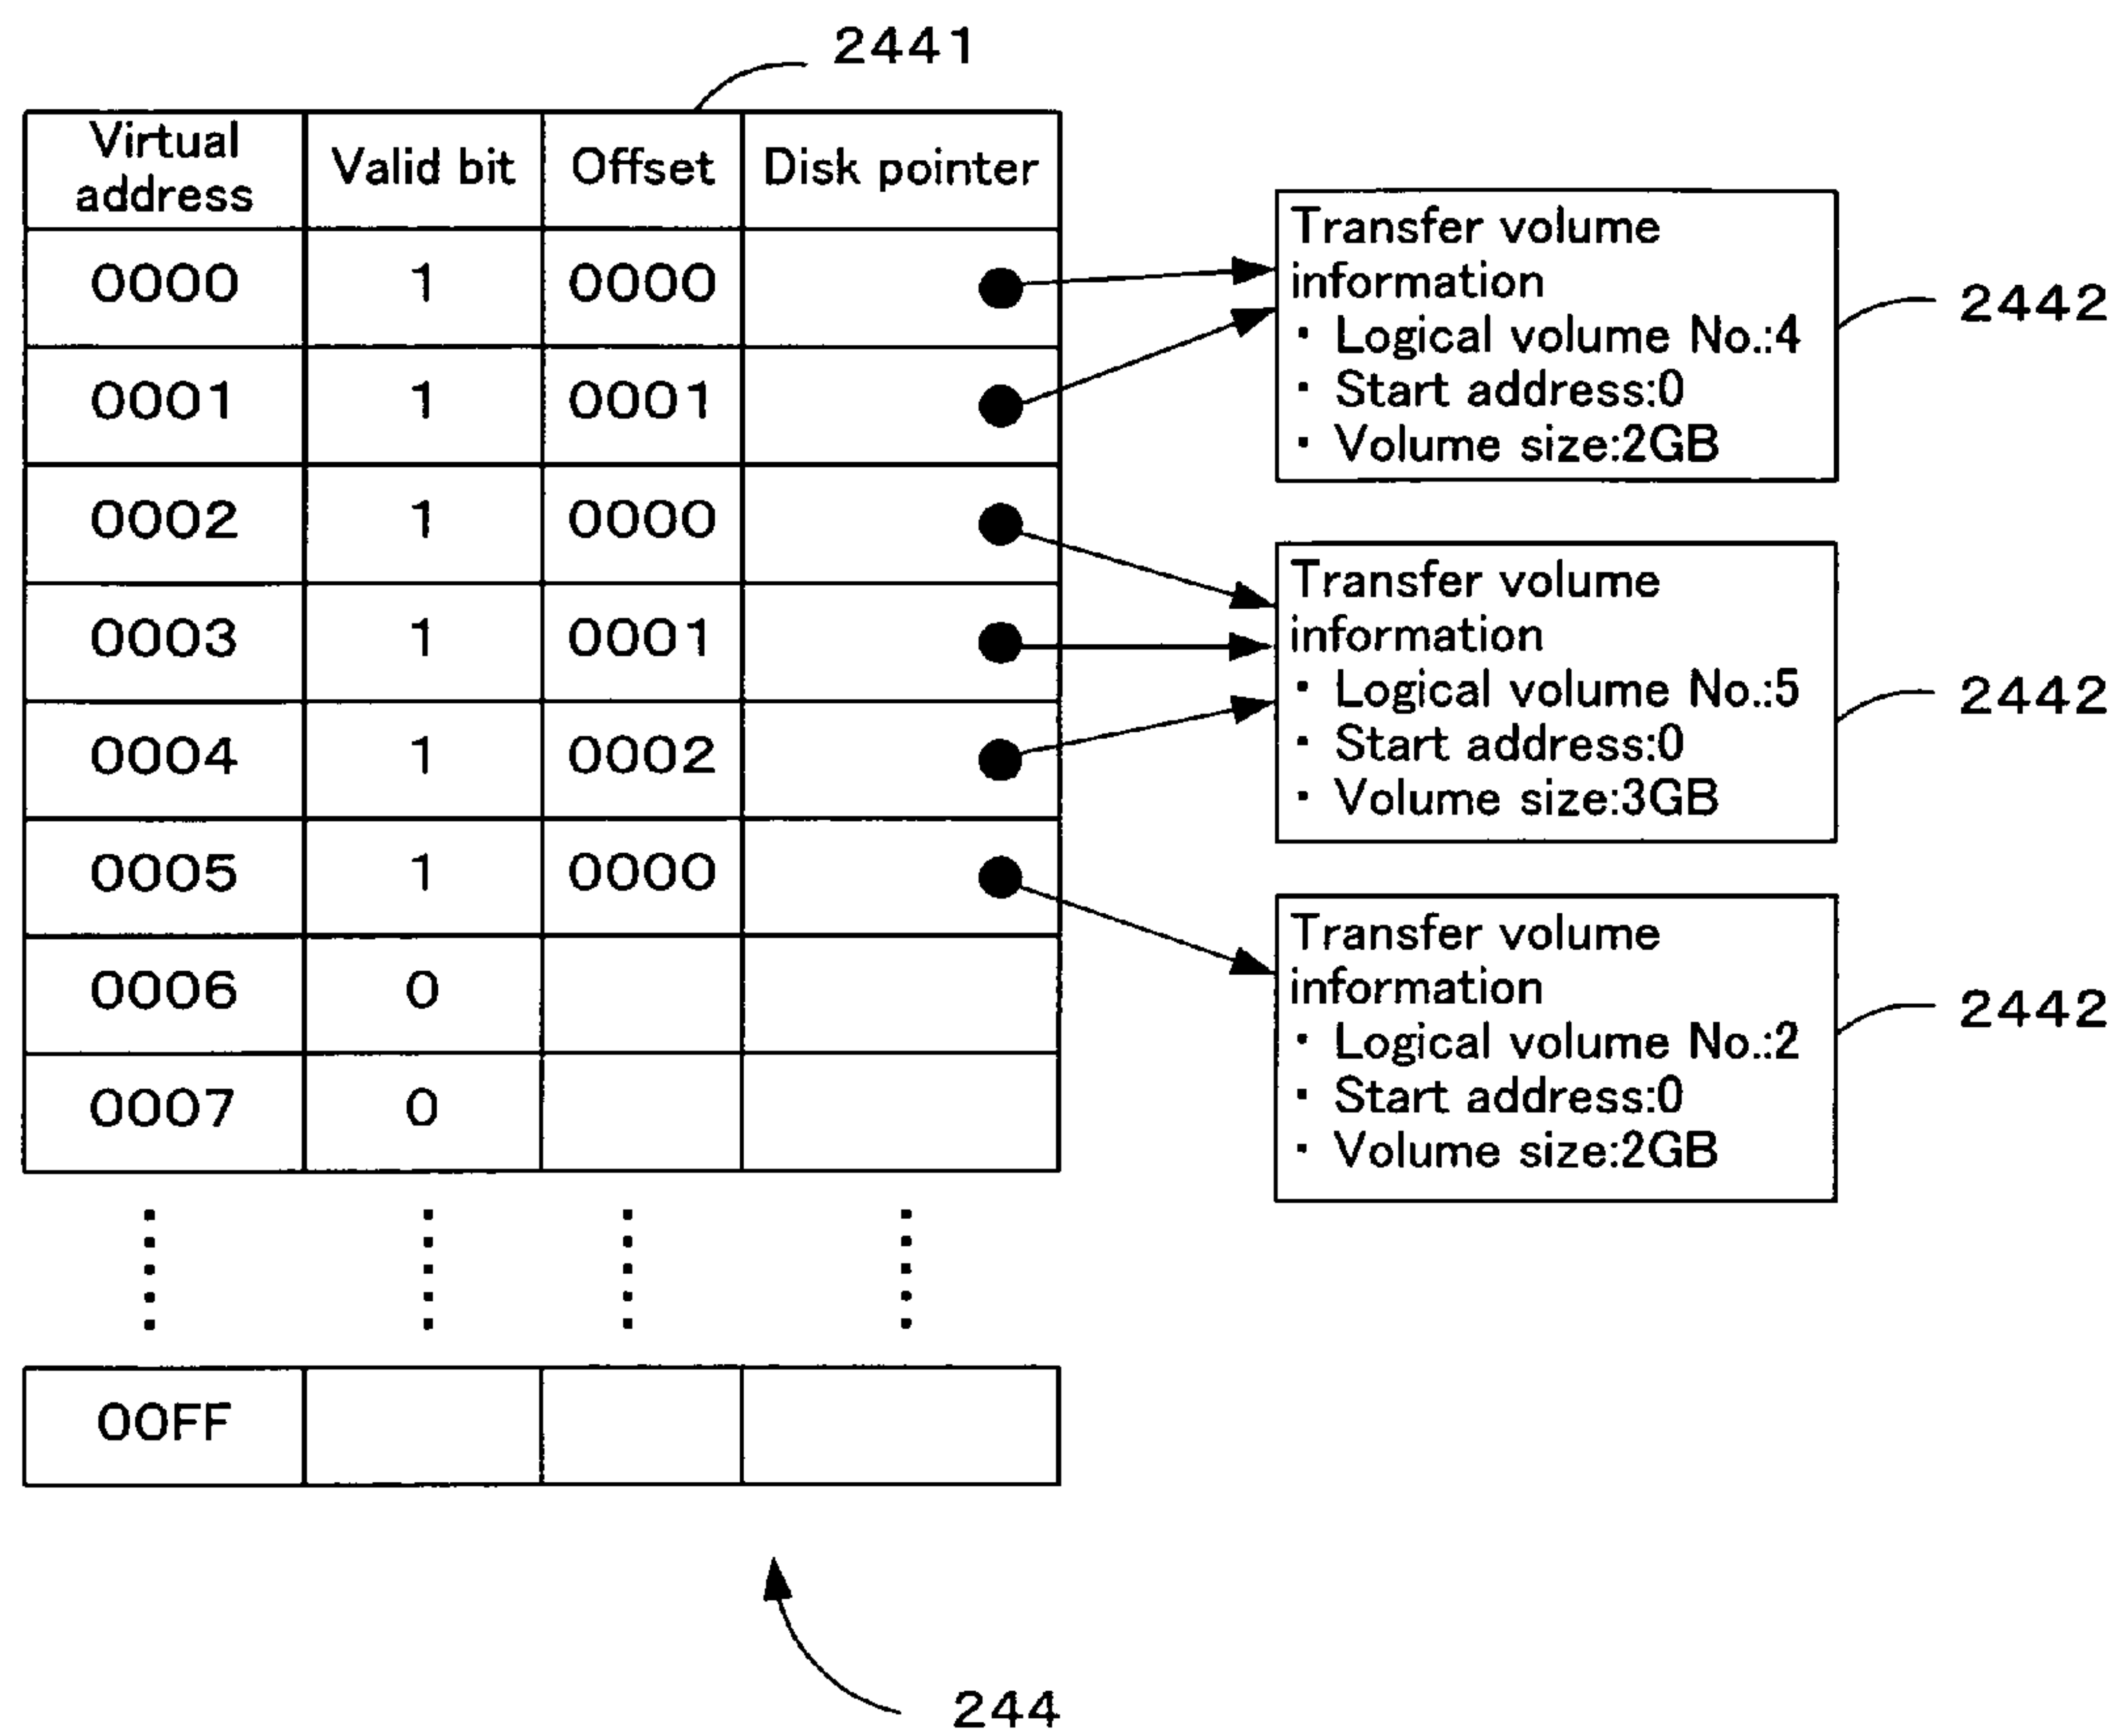 2441
Virtual address Valid bit Offset Disk pointer
0000 1 0000
0001 1 0001
0002 1 0000
0003 1 0001
0004 1 0002
0005 1 0000
0006 0
0007 0
00FF
Transfer volume
information
・ Logical volume No.:4
・ Start address:0
・ Volume size:2GB
2442
Transfer volume
information
・ Logical volume No.:5
・ Start address:0
・ Volume size:3GB
2442
Transfer volume
information
・ Logical volume No.:2
・ Start address:0
・ Volume size:2GB
2442
244